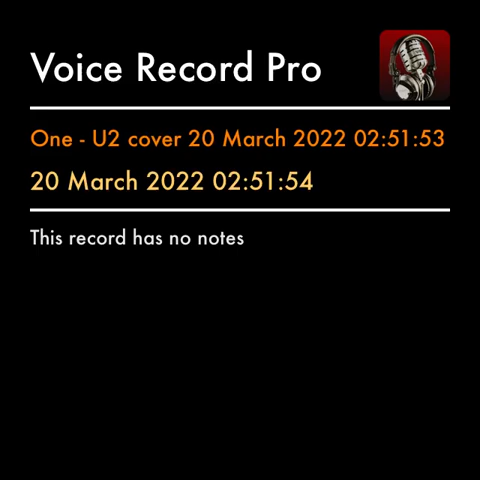 Voice Record Pro
One - U2 cover 20 March 2022 02:51:53
20 March 2022 02:51:54
This record has no notes